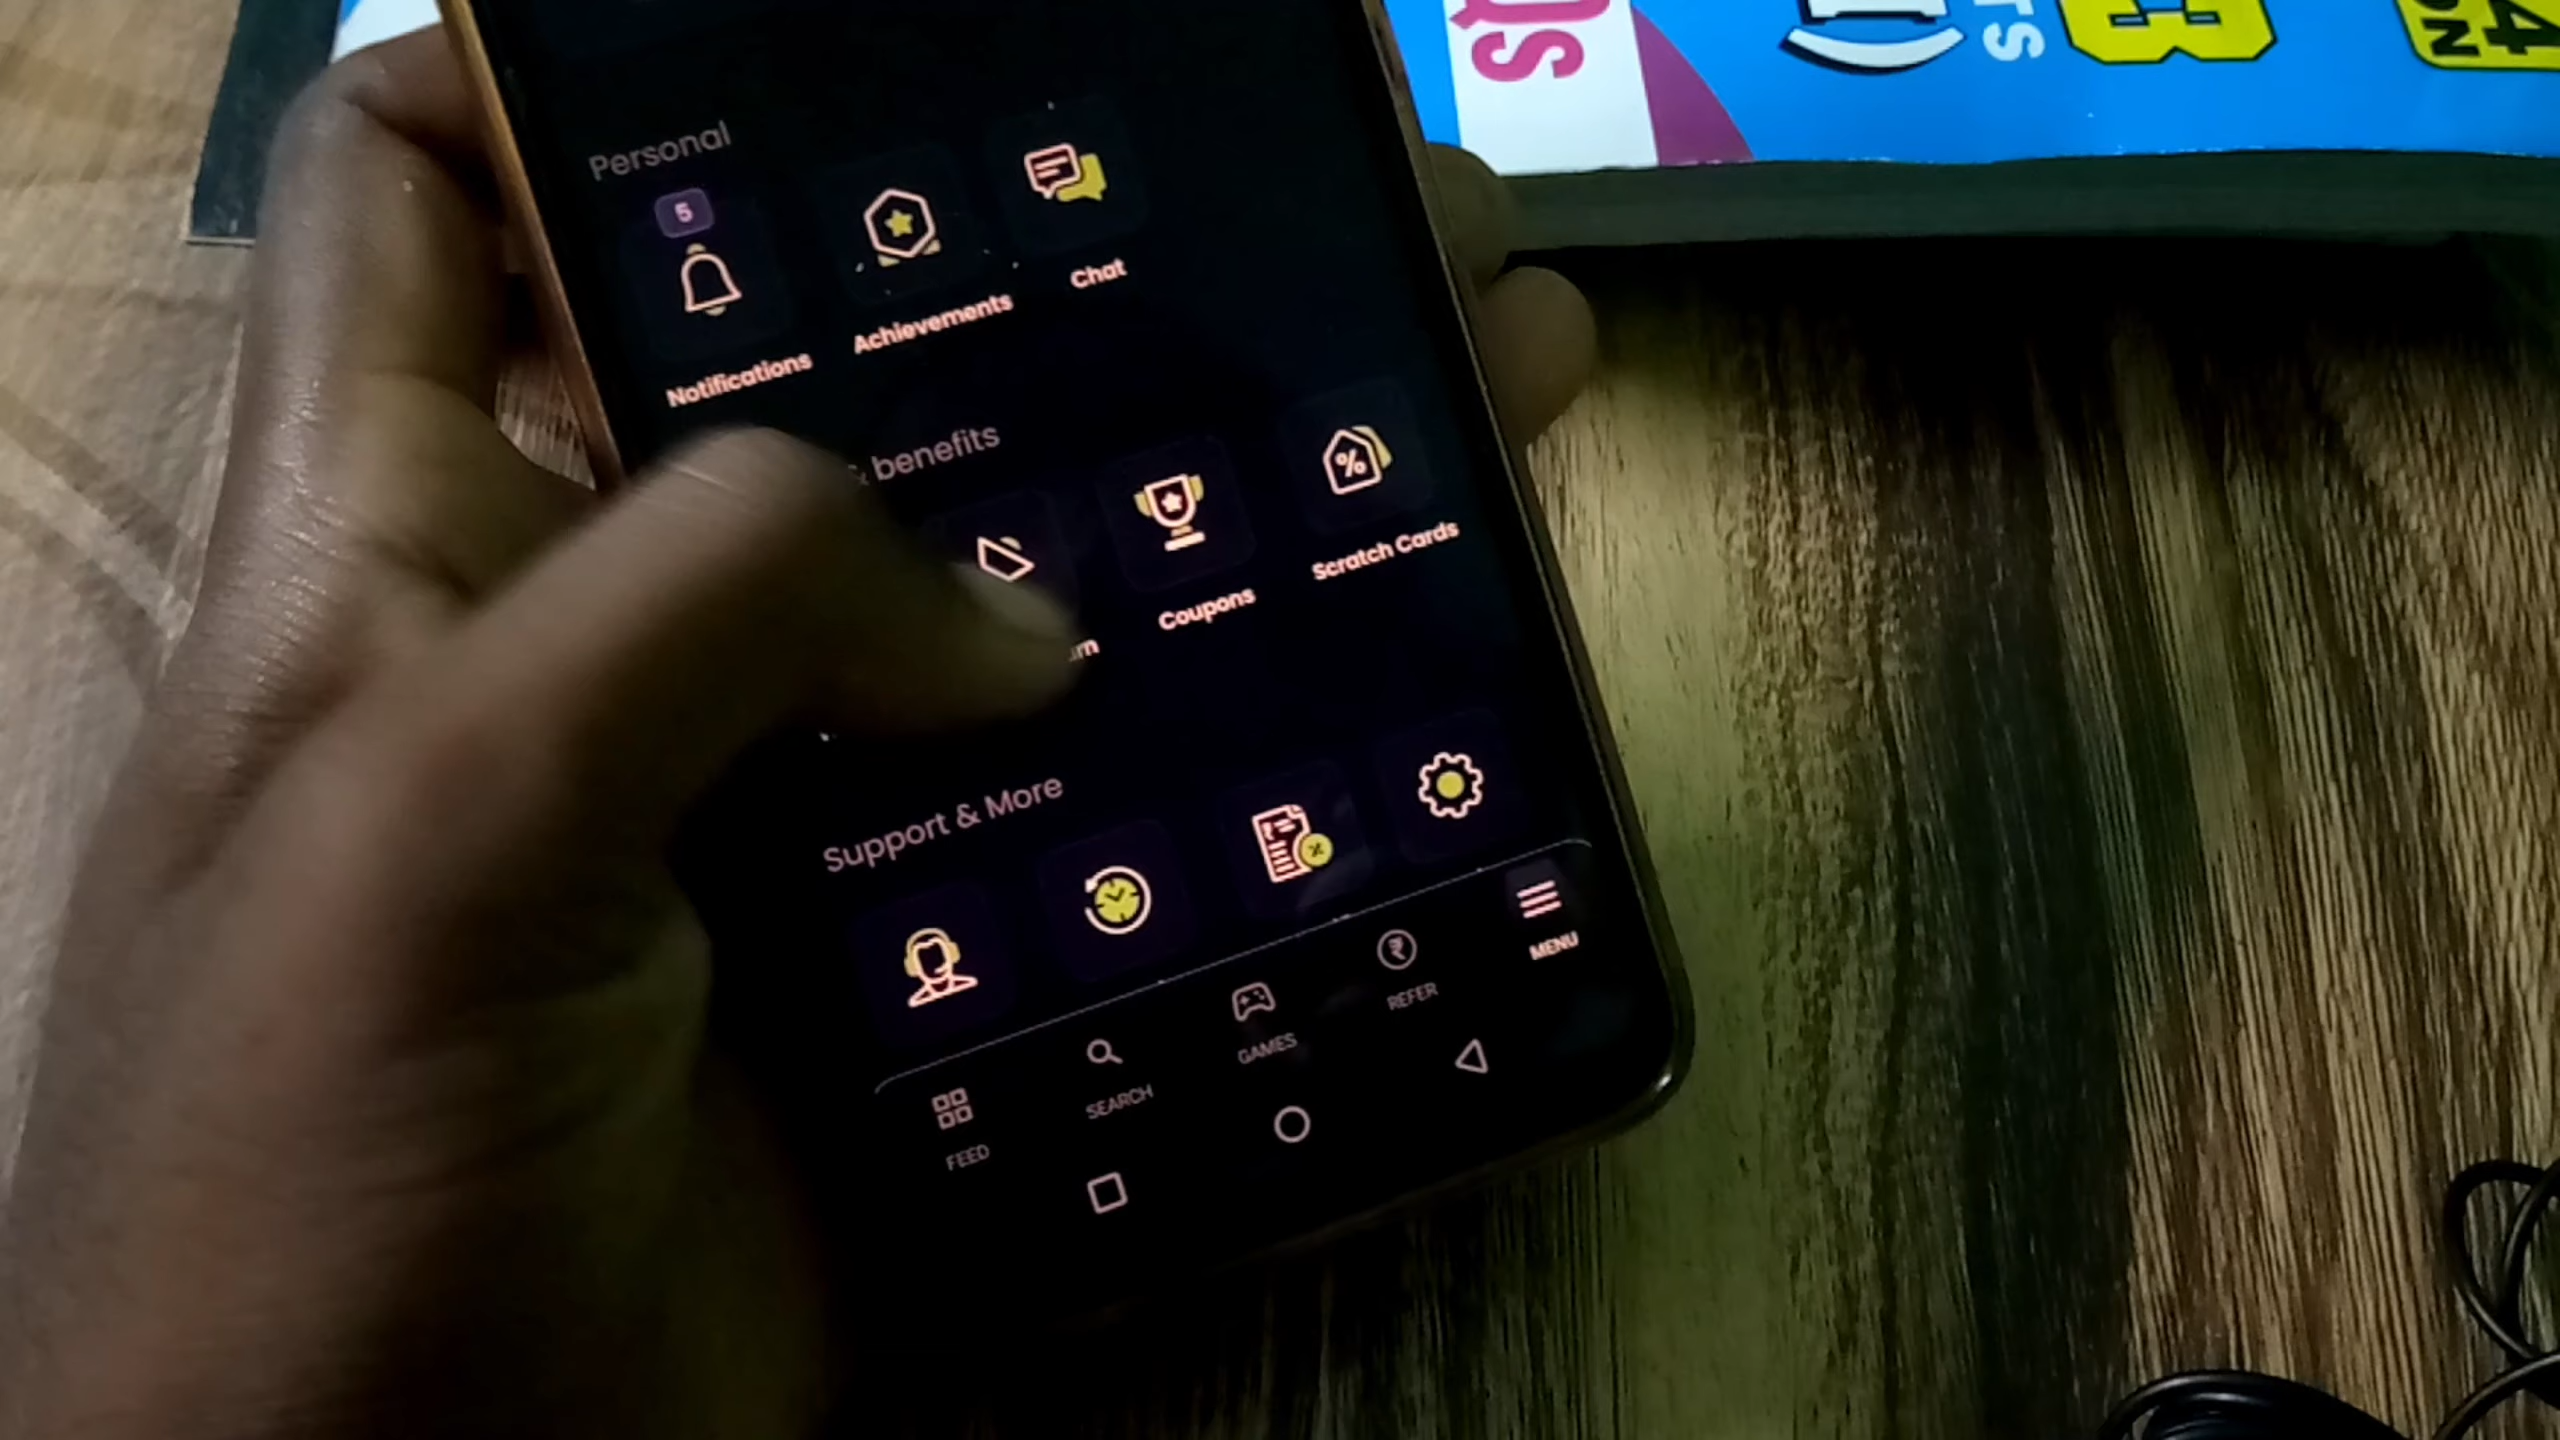 Personal
5
Notifications
Achievements
Chat
& benefits
Coupons
Scratch Cards
Support & More
FEED
SEARCH
GAMES
REFER
MENU